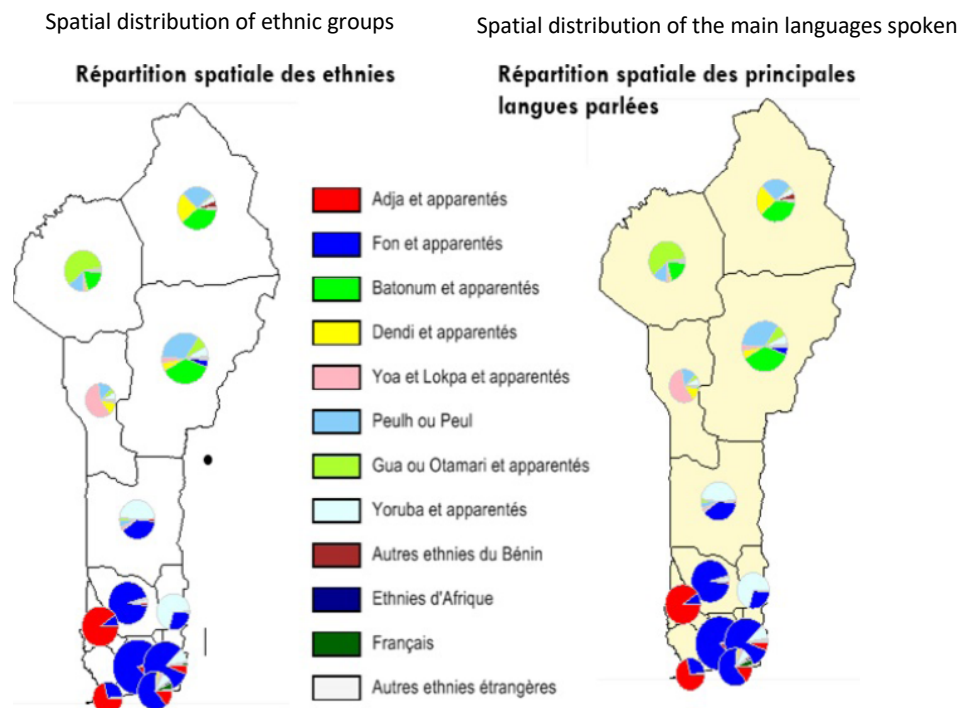 Spatial distribution of ethnic groups
Spatial distribution of the main languages spoken
Répartition spatiale des ethnies
Répartition spatiale des principales
langues parlées
Adja et apparentés
Fon et apparentés
Batonum et apparentés
Dendi et apparentés
Yoa et Lokpa et apparentés
Peulh ou Peul
Gua ou Otamari et apparentés
Yoruba et apparentés
Autres ethnies du Bénin
Ethnies d'Afrique
Français
Autres ethnies étrangères